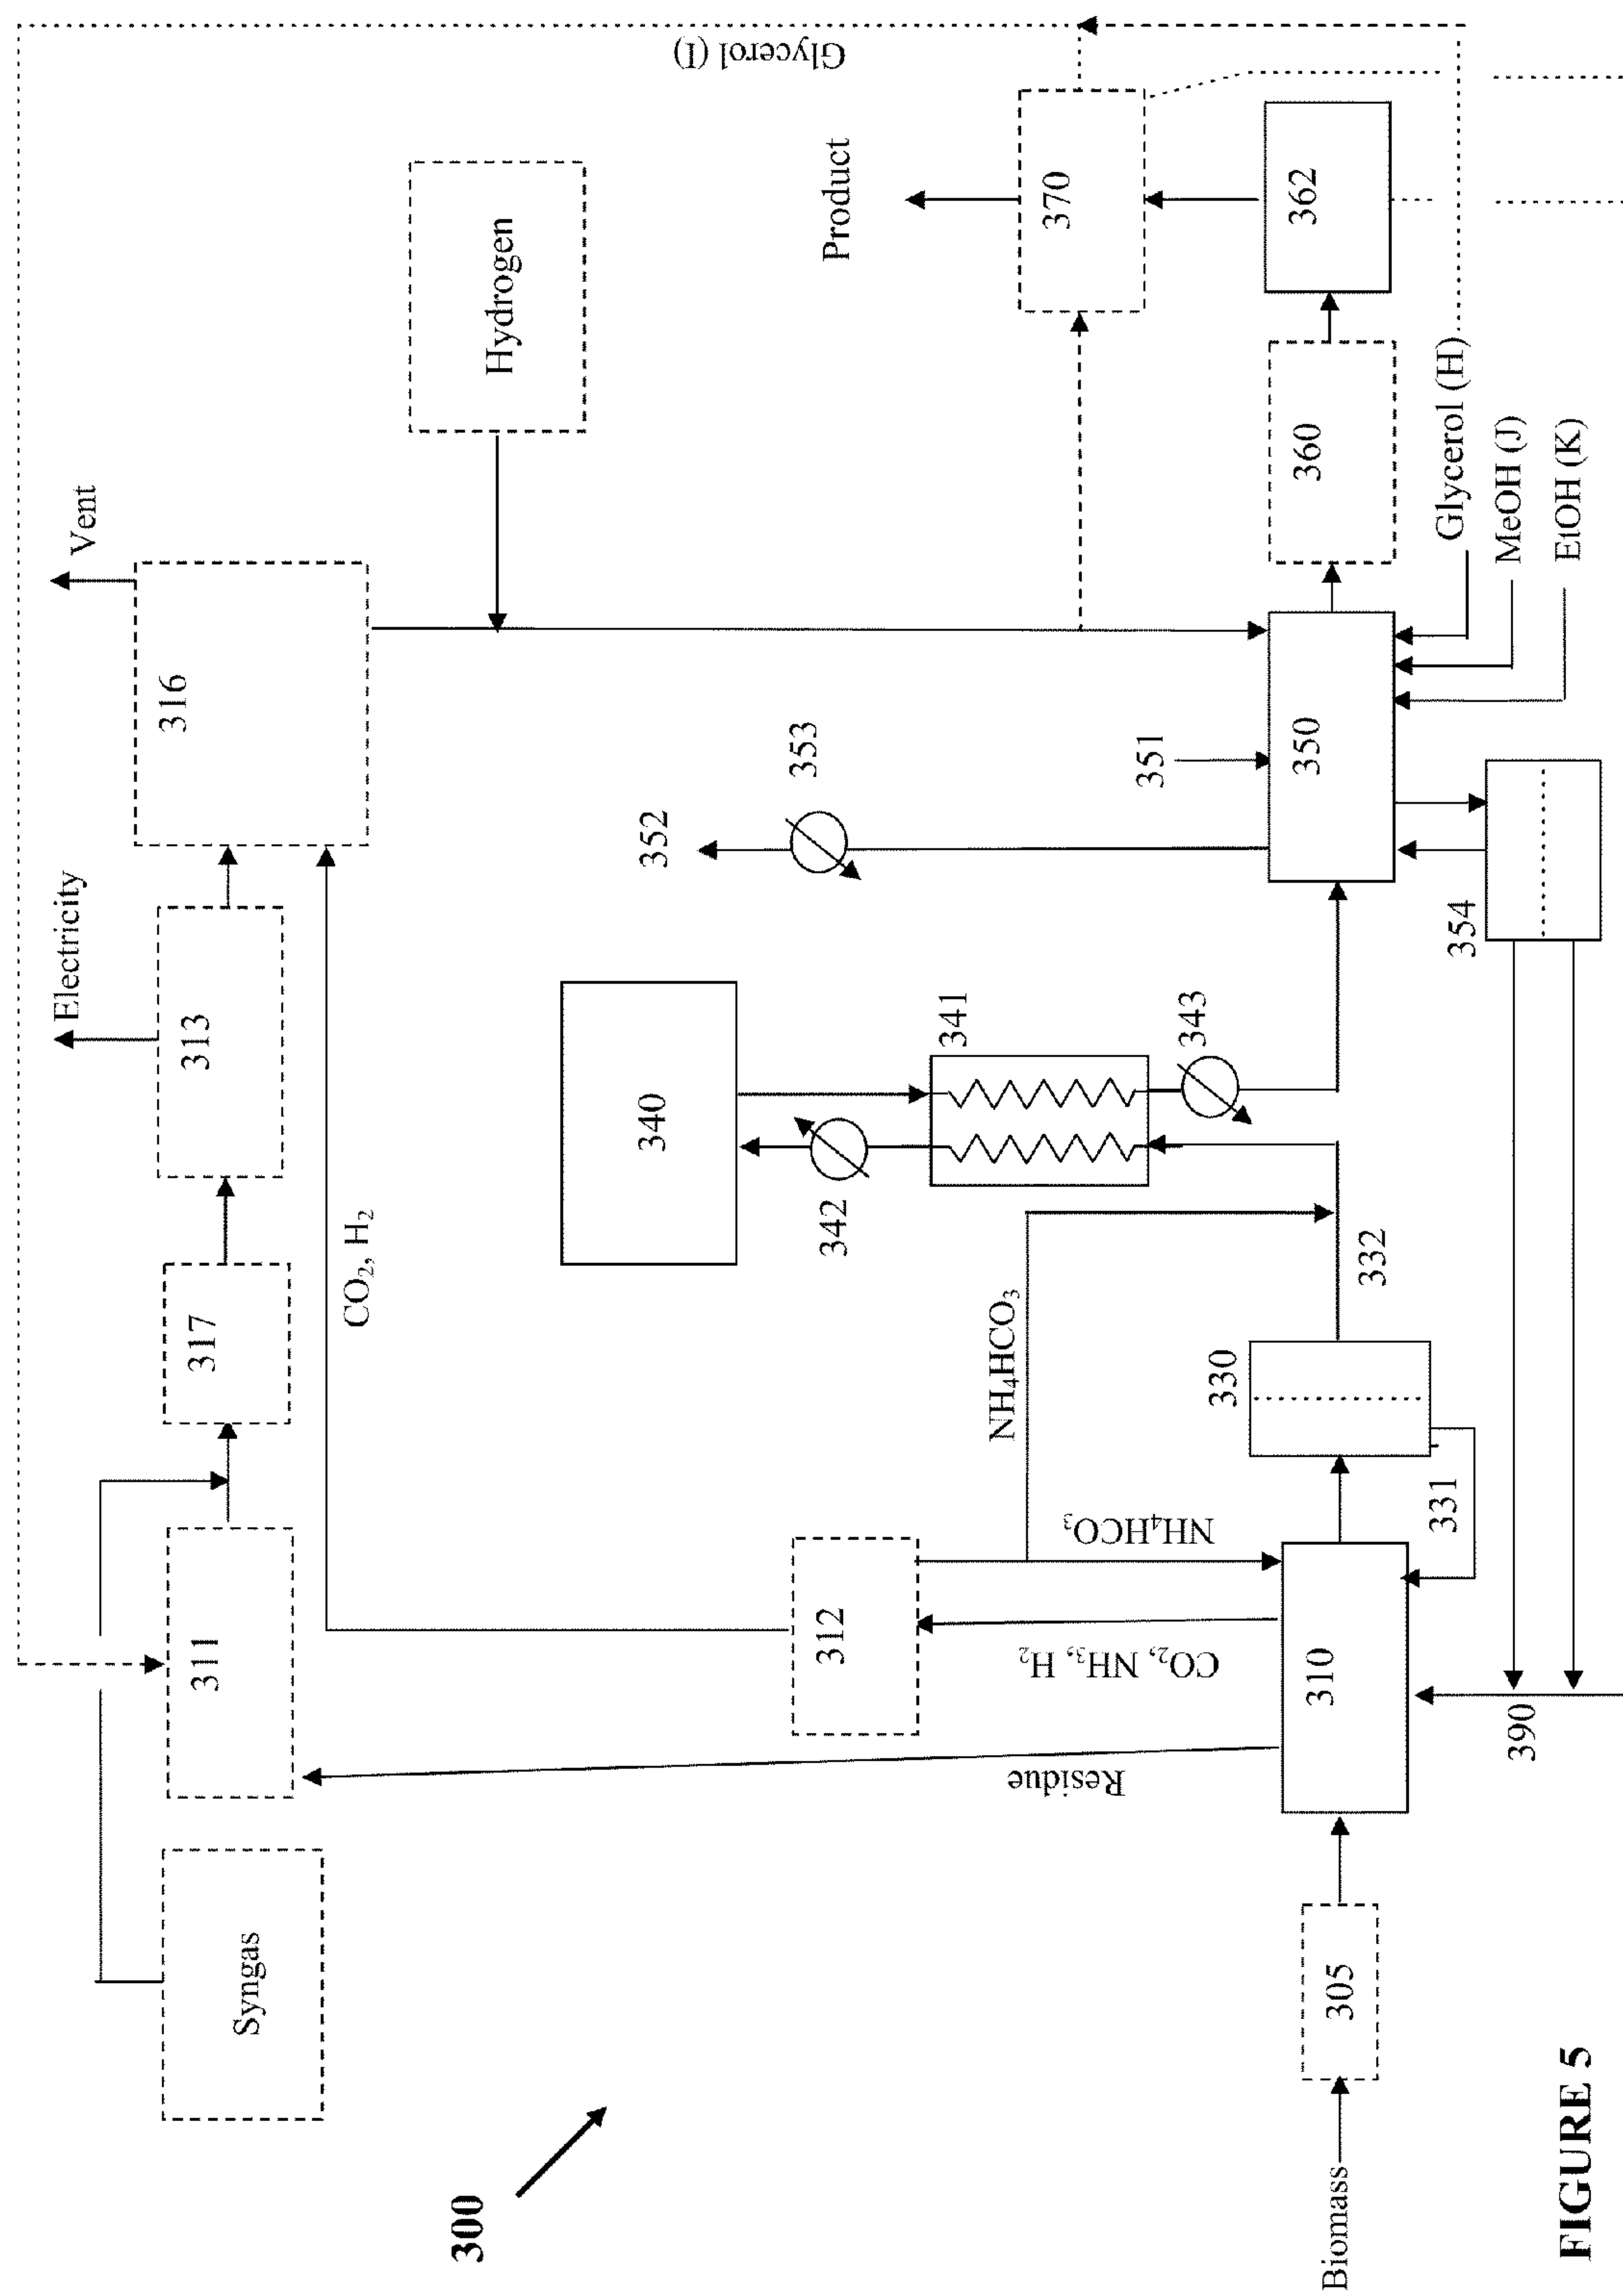 Syngas
311
317
313
Electricity
316
Vent
Glycerol (I)
Hydrogen
CO₂, H₂
340
342
341
343
352
353
351
Product
370
362
360
350
Glycerol (H)
MeOH (J)
EtOH (K)
354
NH₄HCO₃
332
330
331
312
NH₄HCO₃
CO₂, NH₃, H₂
Residue
310
390
305
Biomass
300
FIGURE 5